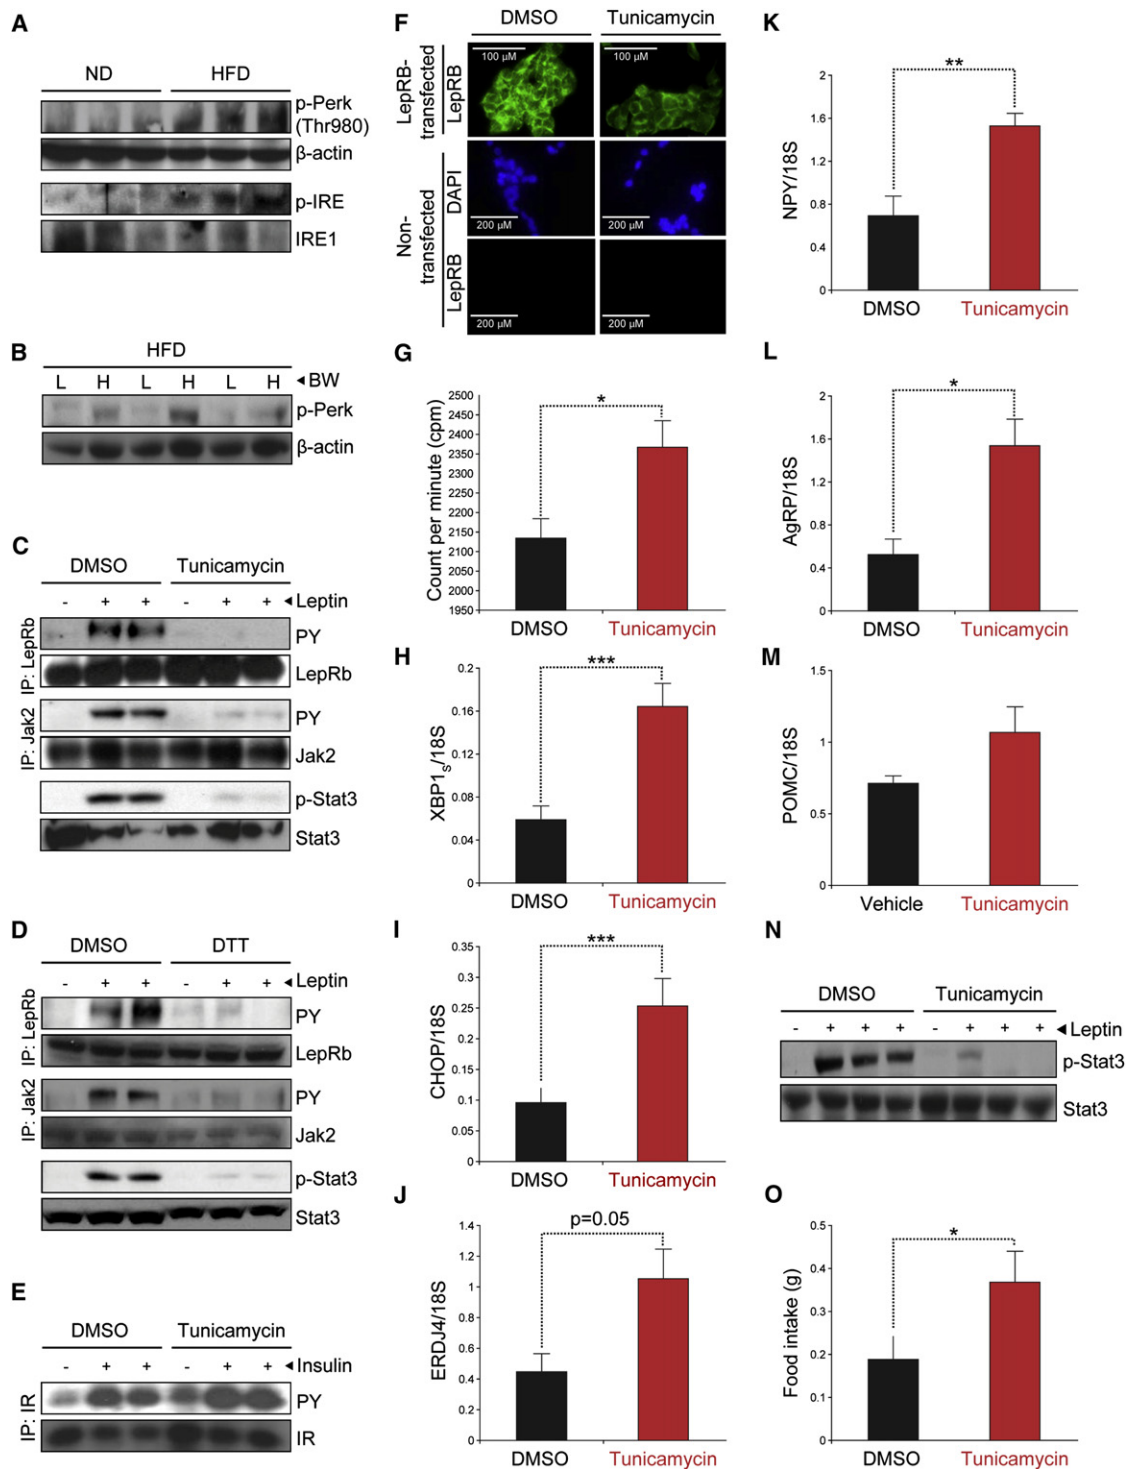 A
ND HFD
p-Perk
(Thr980)
β-actin
p-IRE
IRE1
B
HFD
L H L H L H ◄BW
p-Perk
β-actin
C
DMSO Tunicamycin
- + + - + + ◄Leptin
IP: LepRb
PY
LepRb
IP: Jak2
PY
Jak2
p-Stat3
Stat3
D
DMSO DTT
- + + - + + ◄Leptin
IP: LepRb
PY
LepRb
IP: Jak2
PY
Jak2
p-Stat3
Stat3
E
DMSO Tunicamycin
- + + - + + ◄Insulin
IP: IR
PY
IR
F
DMSO Tunicamycin
LepRB-
transfected
LepRB
100 µM 100 µM
Non-
transfected
DAPI
200 µM 200 µM
LepRB
200 µM 200 µM
G
Count per minute (cpm)
2500
2400
2350
2300
2250
2200
2150
2100
2050
2000
1950
*
DMSO Tunicamycin
H
XBP1s/18S
0.2
0.16
0.12
0.08
0.04
0
***
DMSO Tunicamycin
I
CHOP/18S
0.35
0.3
0.25
0.2
0.15
0.1
0.05
0
***
DMSO Tunicamycin
J
ERDJ4/18S
1.4
1.2
1
0.8
0.6
0.4
0.2
0
p=0.05
DMSO Tunicamycin
K
NPY/18S
2
1.6
1.2
0.8
0.4
0
**
DMSO Tunicamycin
L
AgRP/18S
2
1.6
1.2
0.8
0.4
0
*
DMSO Tunicamycin
M
POMC/18S
1.5
1
0.5
0
Vehicle Tunicamycin
N
DMSO Tunicamycin
- + + + - + + + ◄Leptin
p-Stat3
Stat3
O
Food intake (g)
0.5
0.4
0.3
0.2
0.1
0
*
DMSO Tunicamycin